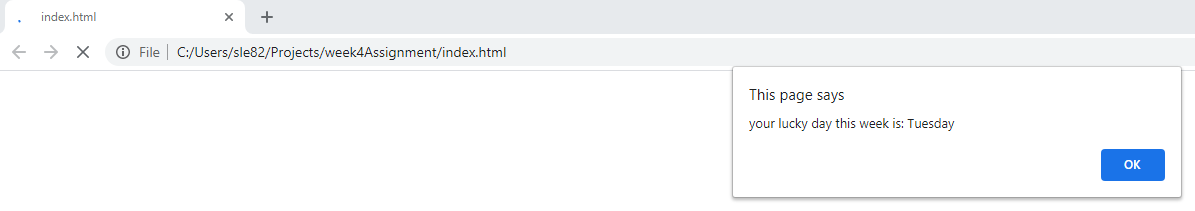 index.html
File C:/Users/sle82/Projects/week4Assignment/index.html
This page says
your lucky day this week is: Tuesday
OK